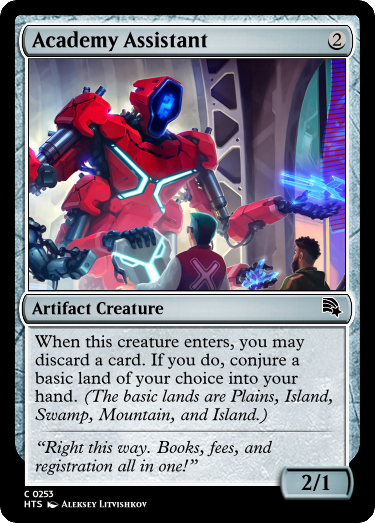 Academy Assistant 2
Artifact Creature
When this creature enters, you may
discard a card. If you do, conjure a
basic land of your choice into your
hand. (The basic lands are Plains, Island,
Swamp, Mountain, and Island.)
“Right this way. Books, fees, and
registration all in one!”
2/1
C 0253
HTS Aleksey Litvishkov